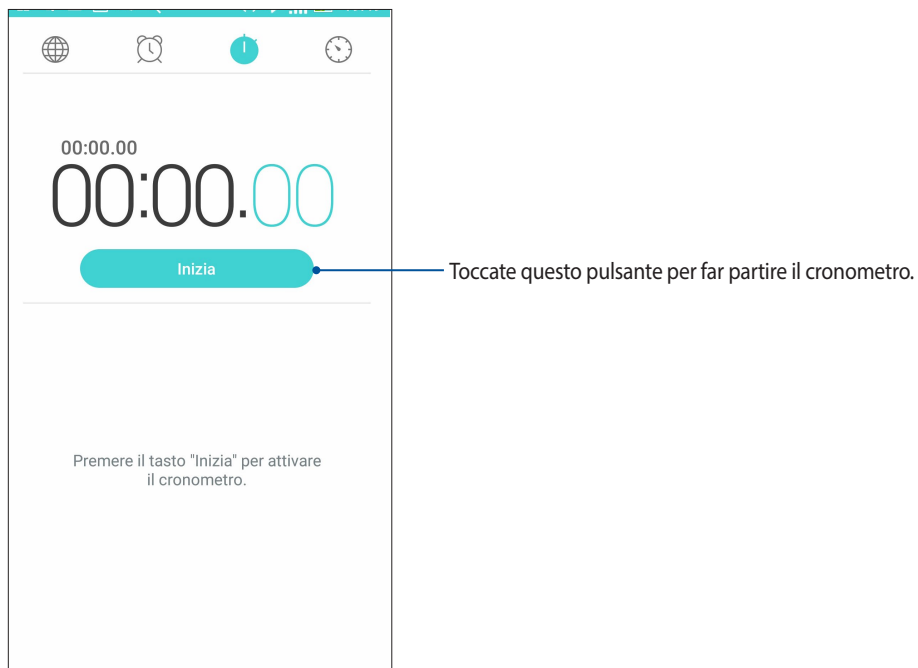 00:00.00
00:00.00
Inizia
Toccate questo pulsante per far partire il cronometro.
Premere il tasto "Inizia" per attivare
il cronometro.